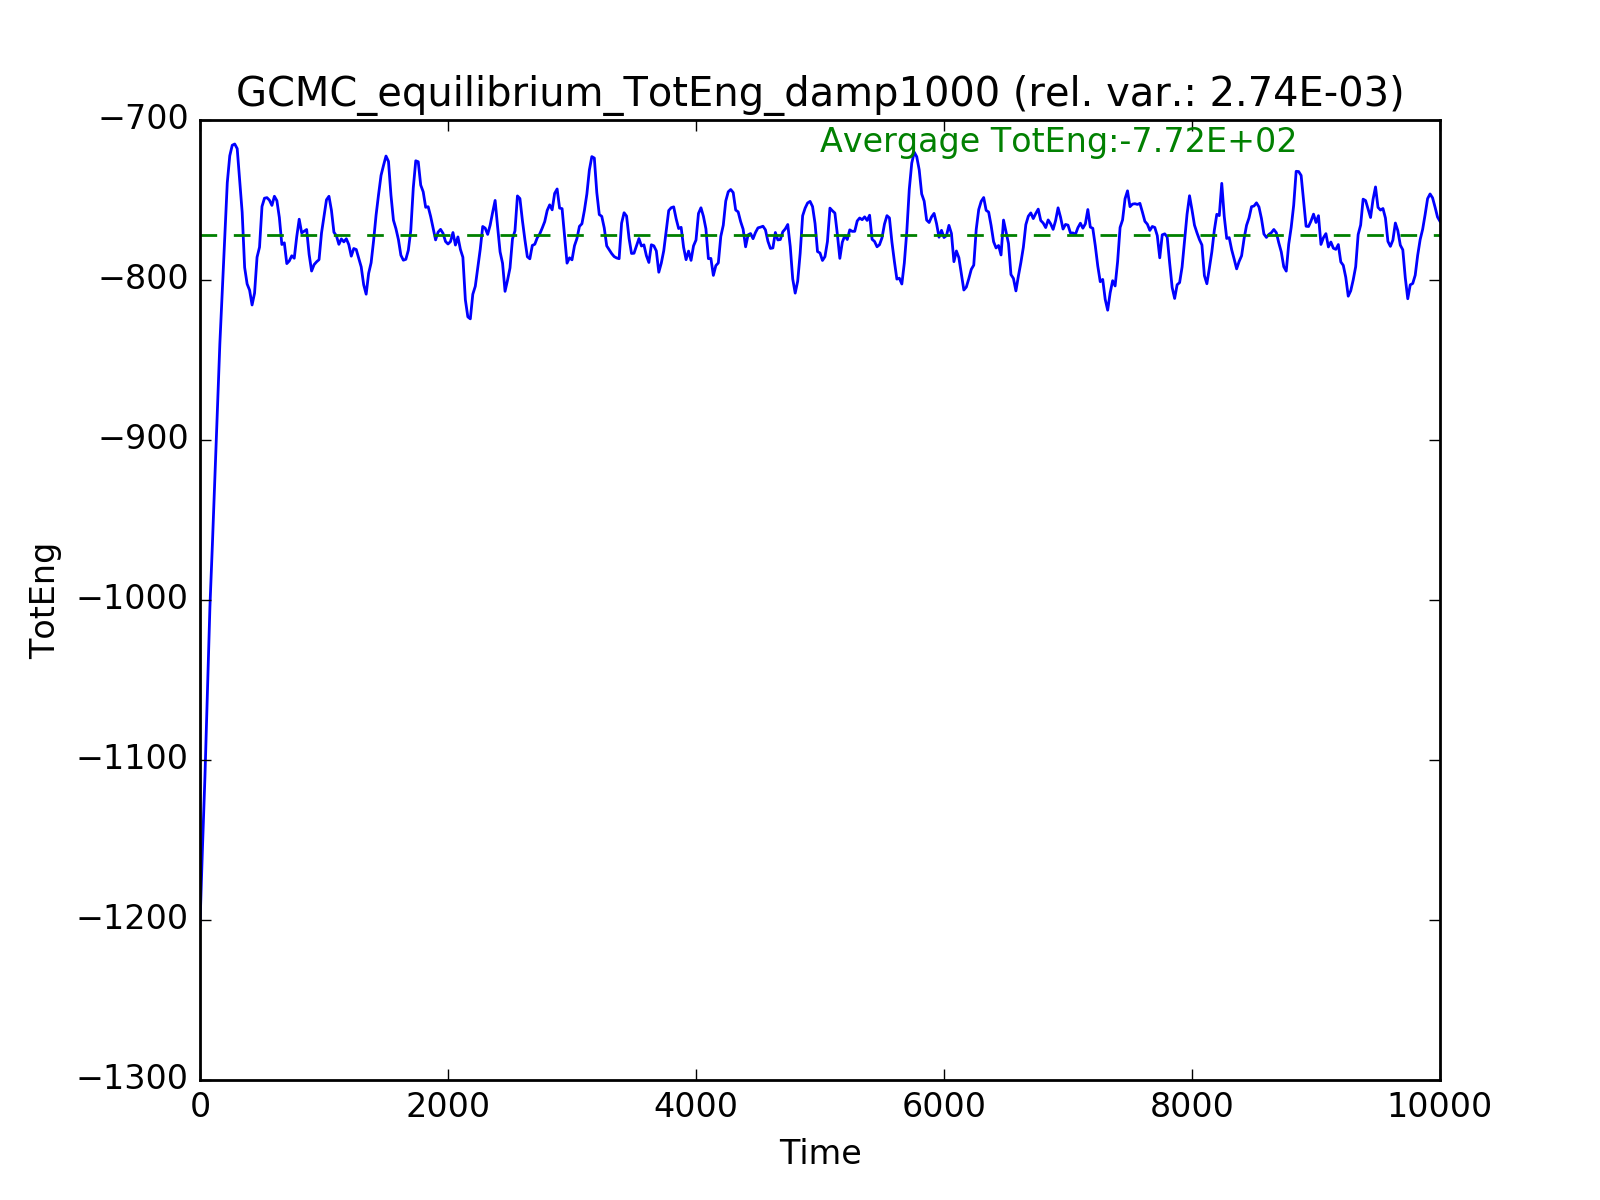 GCMC_equilibrium_TotEng_damp1000 (rel. var.: 2.74E-03)
Avergage TotEng:-7.72E+02
−700
−800
−900
−1000
−1100
−1200
−1300
TotEng
0 2000 4000 6000 8000 10000
Time